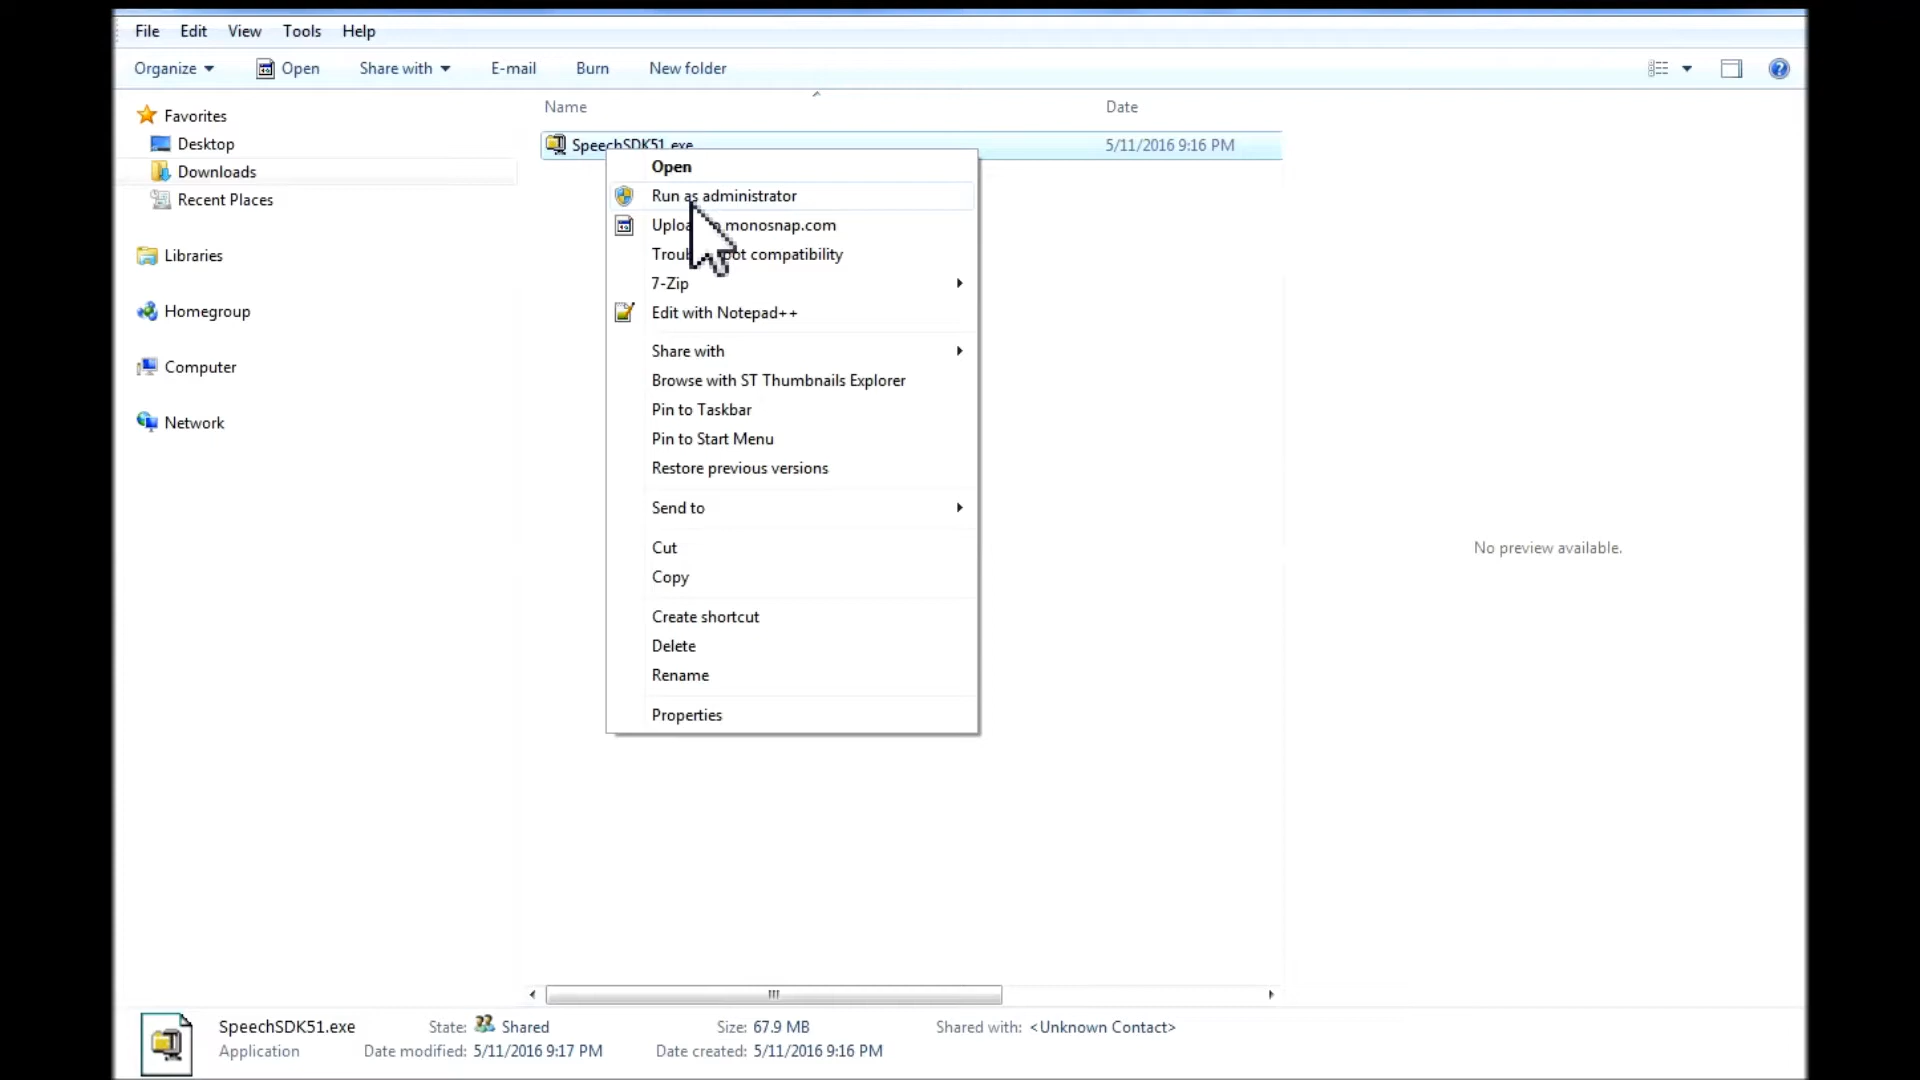 File Edit View Tools Help
Organize Open Share with E-mail Burn New folder
Favorites
Desktop
Downloads
Recent Places
Libraries
Homegroup
Computer
Network
Name Date
SpeechSDK51.exe 5/11/2016 9:16 PM
Open
Run as administrator
monosnap.com
compatibility
7-Zip
Edit with Notepad++
Share with
Browse with ST Thumbnails Explorer
Pin to Taskbar
Pin to Start Menu
Restore previous versions
Send to
Cut
Copy
Create shortcut
Delete
Rename
Properties
No preview available.
SpeechSDK51.exe State: Shared Size: 67.9 MB Shared with: <Unknown Contact>
Application Date modified: 5/11/2016 9:17 PM Date created: 5/11/2016 9:16 PM